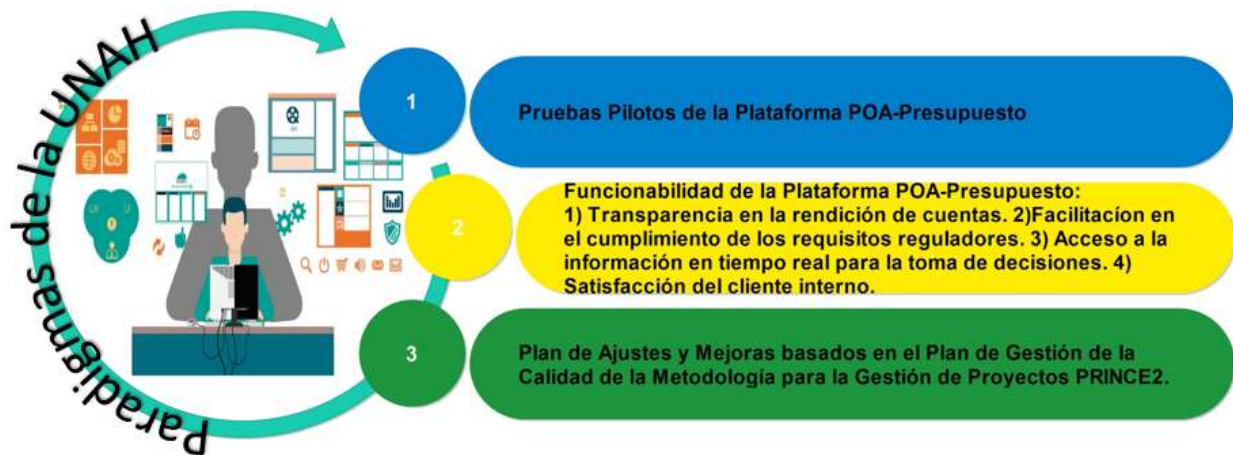 Paradigmas de la UNAH
1
Pruebas Pilotos de la Plataforma POA-Presupuesto
2
Funcionabilidad de la Plataforma POA-Presupuesto:
1) Transparencia en la rendición de cuentas. 2)Facilitacíon en
el cumplimiento de los requisitos reguladores. 3) Acceso a la
información en tiempo real para la toma de decisiones. 4)
Satisfacción del cliente interno.
3
Plan de Ajustes y Mejoras basados en el Plan de Gestión de la
Calidad de la Metodología para la Gestión de Proyectos PRINCE2.